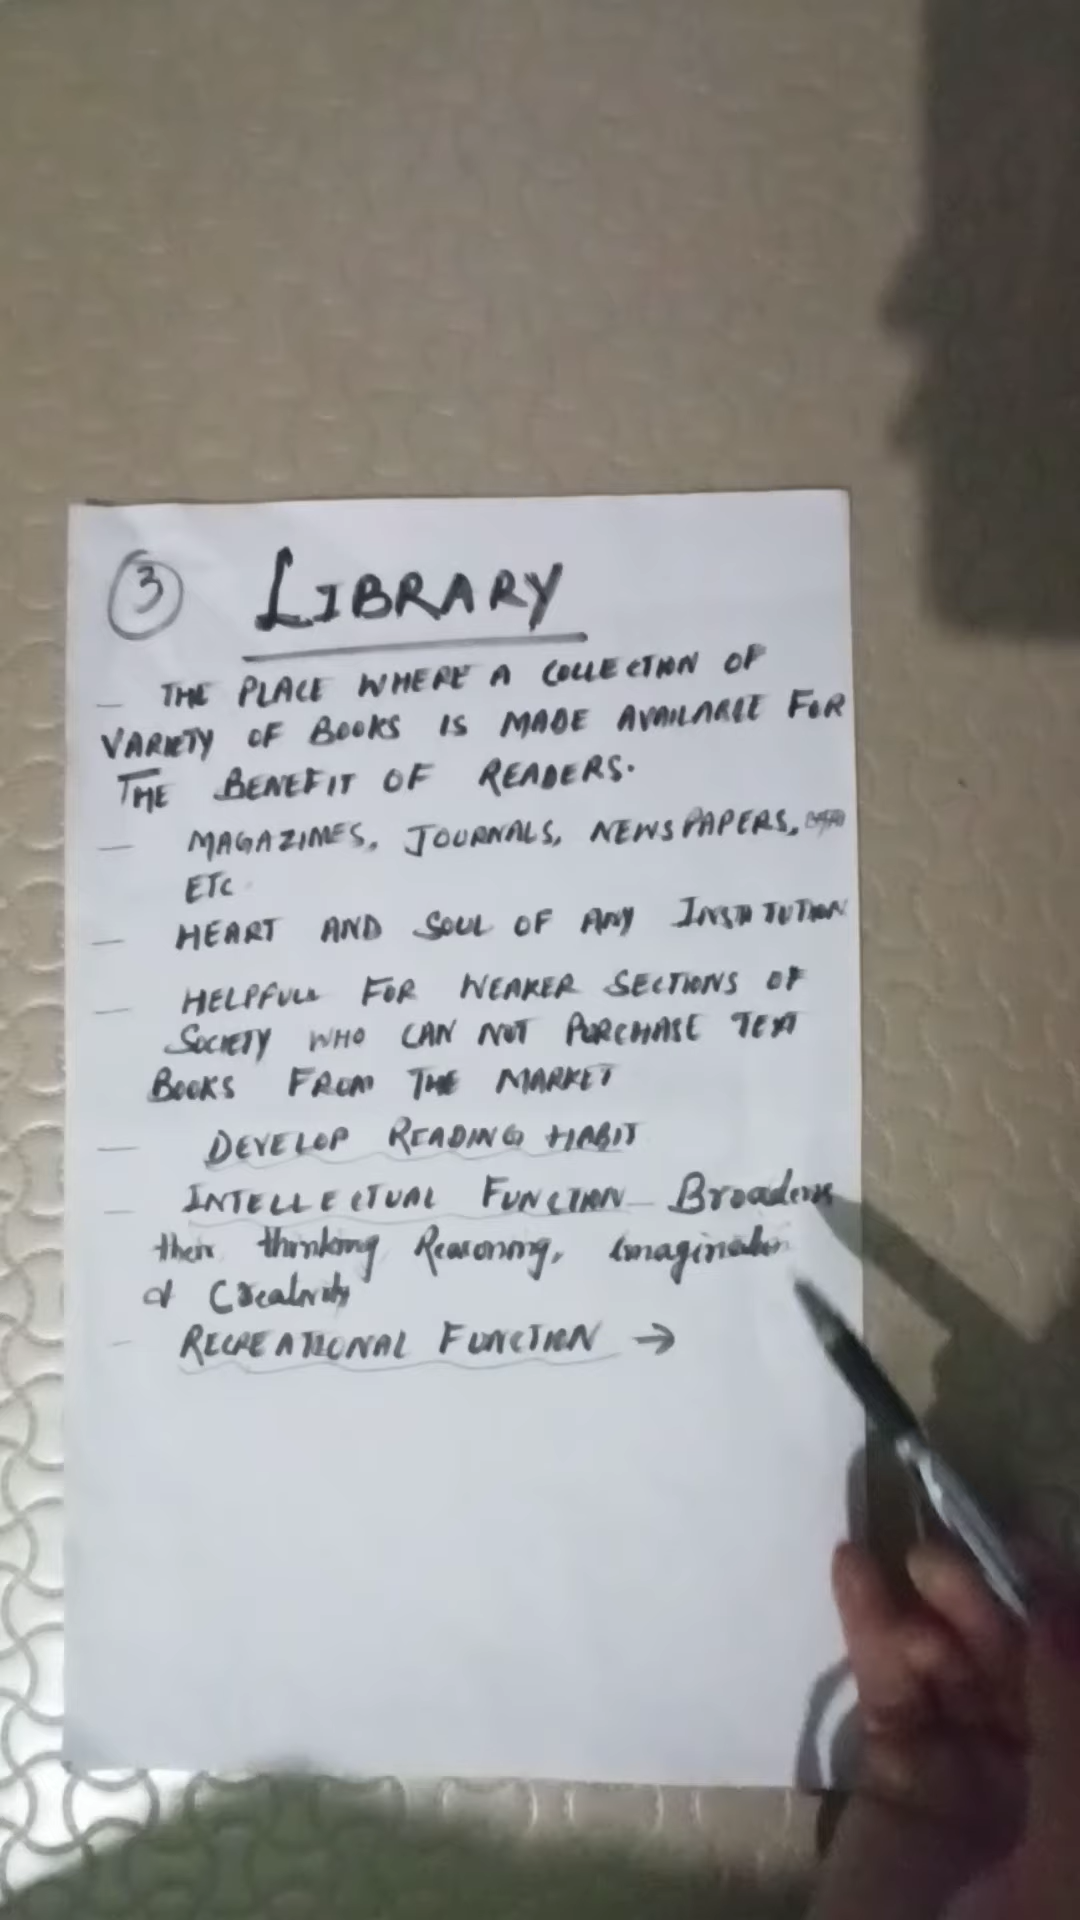 3 LIBRARY
— THE PLACE WHERE A COLLECTION OF
VARIETY OF BOOKS IS MADE AVAILABLE FOR
THE BENEFIT OF READERS.
— MAGAZINES, JOURNALS, NEWSPAPERS,
ETC.
— HEART AND SOUL OF ANY INSTITUTION
— HELPFULL FOR WEAKER SECTIONS OF
SOCIETY WHO CAN NOT PURCHASE TEXT
BOOKS FROM THE MARKET
— DEVELOP READING HABIT
— INTELLECTUAL FUNCTION Broadens
their thinking Reasoning, imagination
& Creativity
— RECREATIONAL FUNCTION →